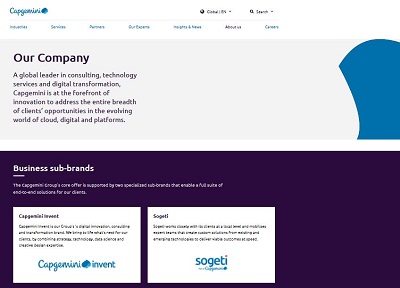 Capgemini
Global | EN
Search
Industries Services Partners Our Experts Insights & News About us Careers
Our Company
A global leader in consulting, technology
services and digital transformation,
Capgemini is at the forefront of
innovation to address the entire breadth
of clients' opportunities in the evolving
world of cloud, digital and platforms.
Business sub-brands
The Capgemini Group's core offer is supported by two specialized sub-brands that enable a full suite of
end-to-end solutions for our clients.
Capgemini Invent
Capgemini Invent is our Group's digital innovation, consulting
and transformation brand. We bring to life what's next for our
clients, by combining strategy, technology, data science and
creative design expertise.
Capgemini invent
Sogeti
Sogeti works closely with its clients at a local level and mobilizes
expert teams that create custom solutions from existing and
emerging technologies to deliver viable outcomes at speed.
sogeti
Capgemini